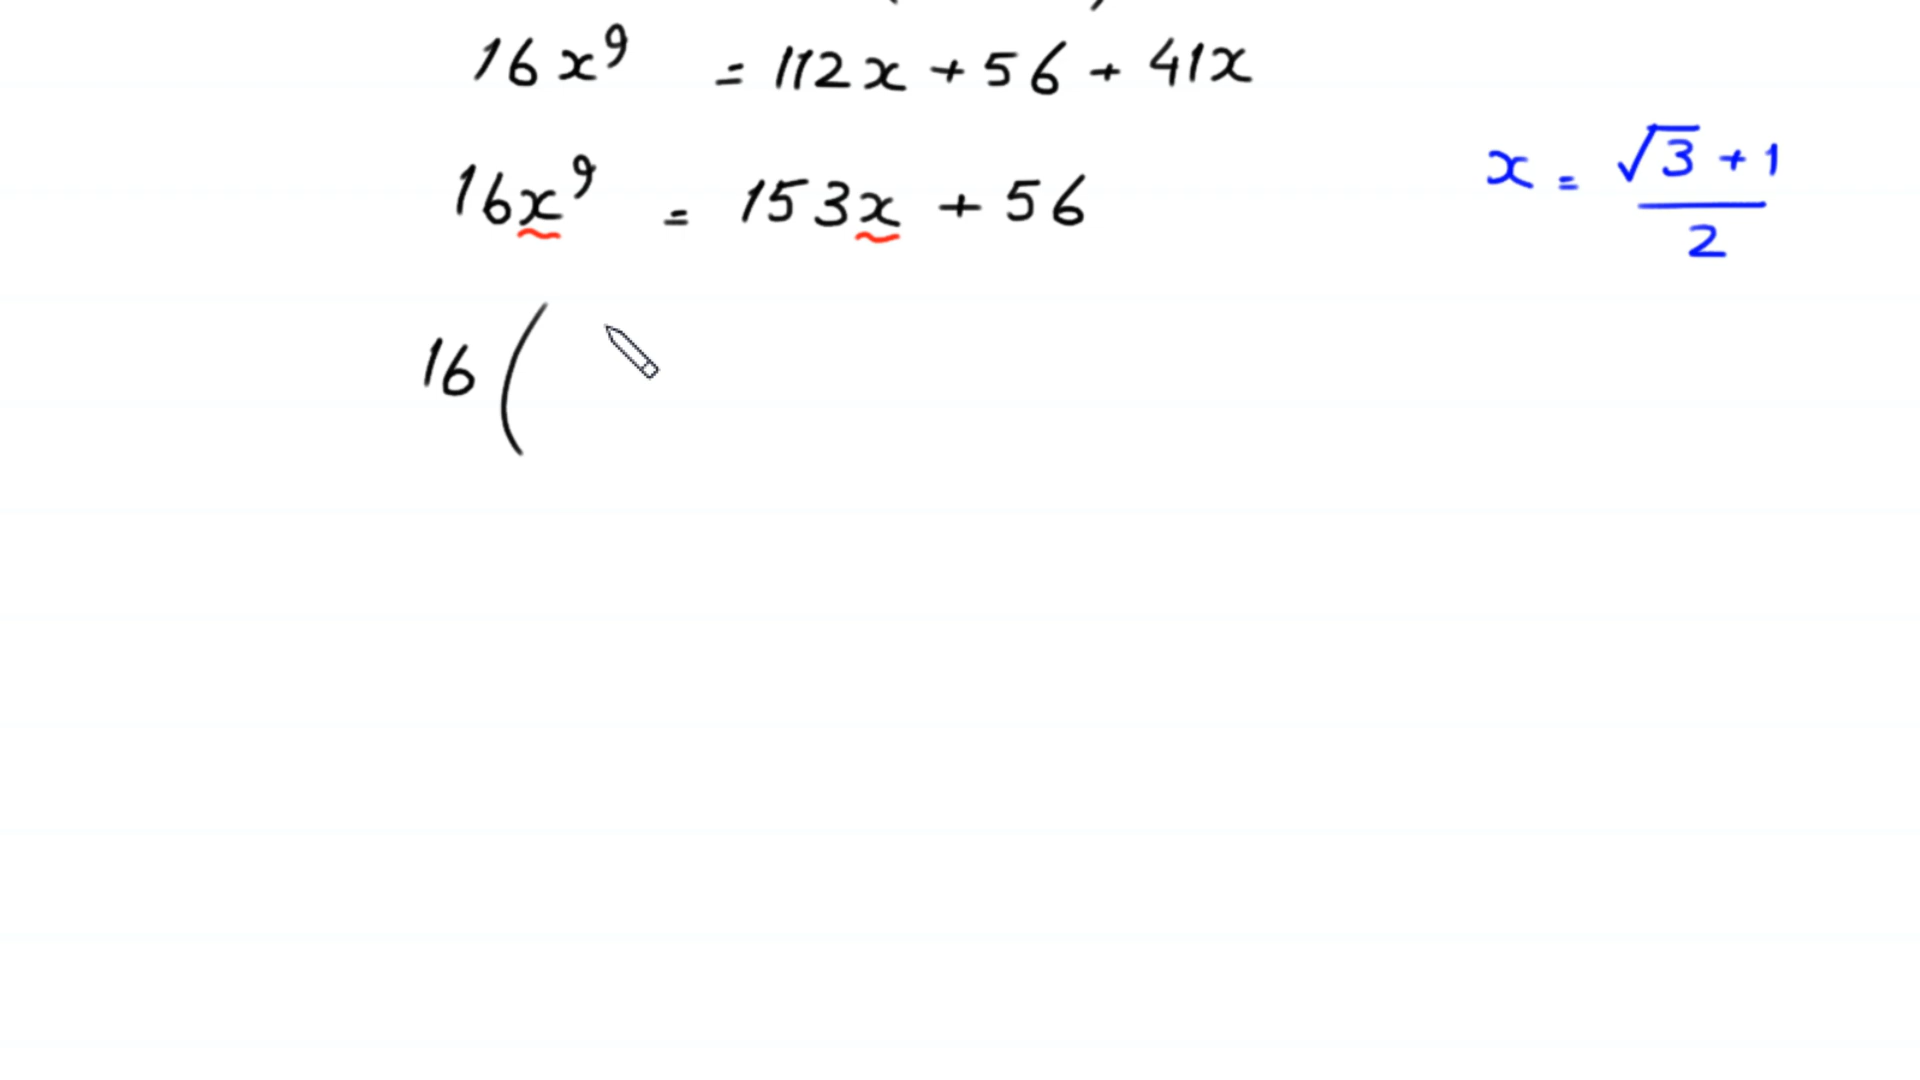 16x⁹ = 112x + 56 + 41x
16x⁹ = 153x + 56
x = (√3 + 1)/2
16(